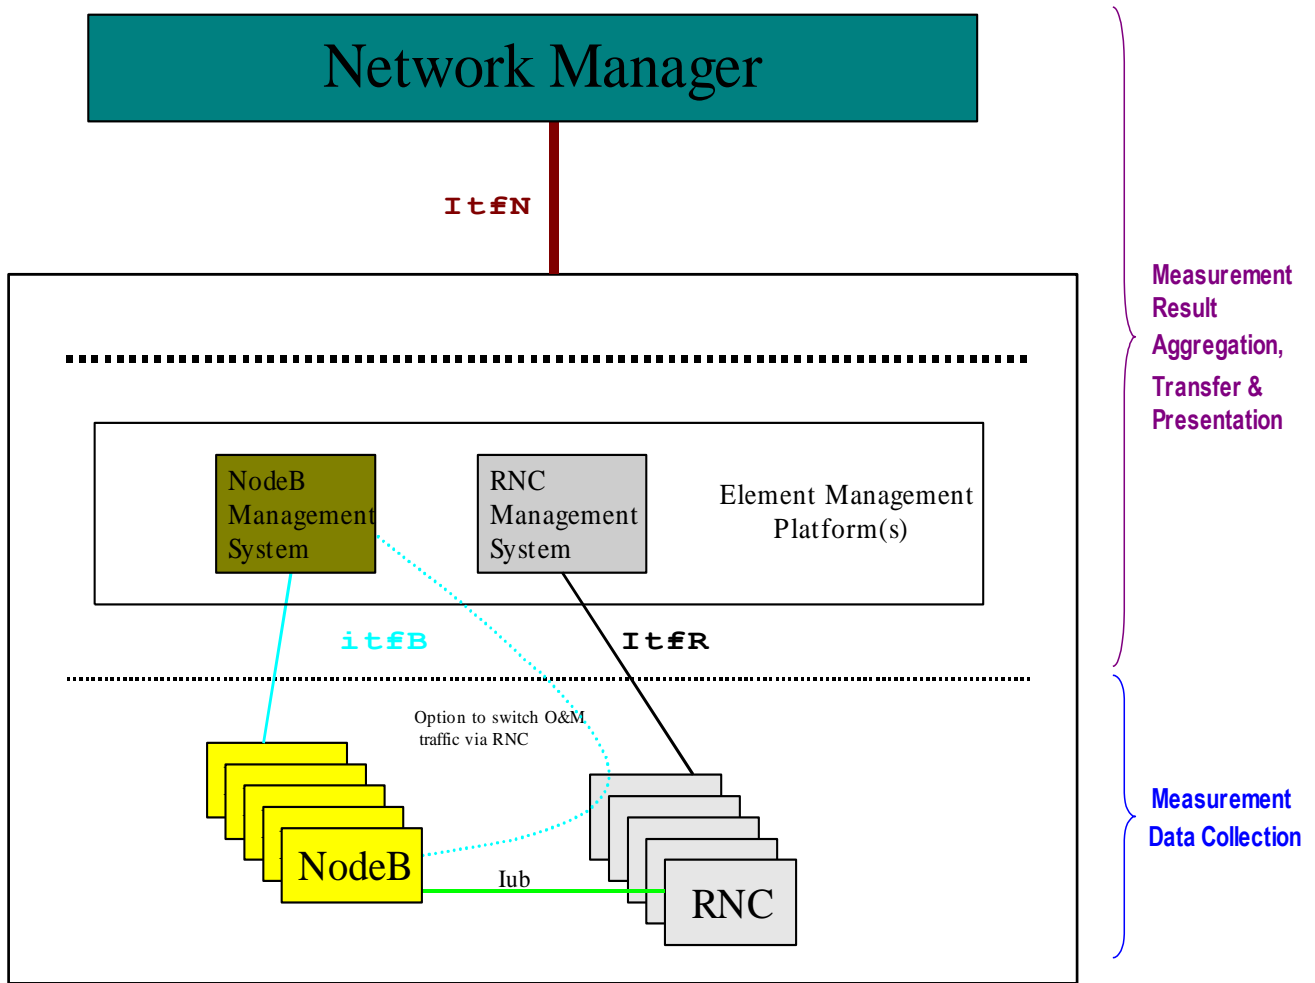 Network Manager
ItfN
Measurement
Result
Aggregation,
Transfer &
Presentation
NodeB
Management
System
RNC
Management
System
Element Management
Platform(s)
itfB
ItfR
Option to switch O&M
traffic via RNC
Measurement
Data Collection
NodeB
Iub
RNC